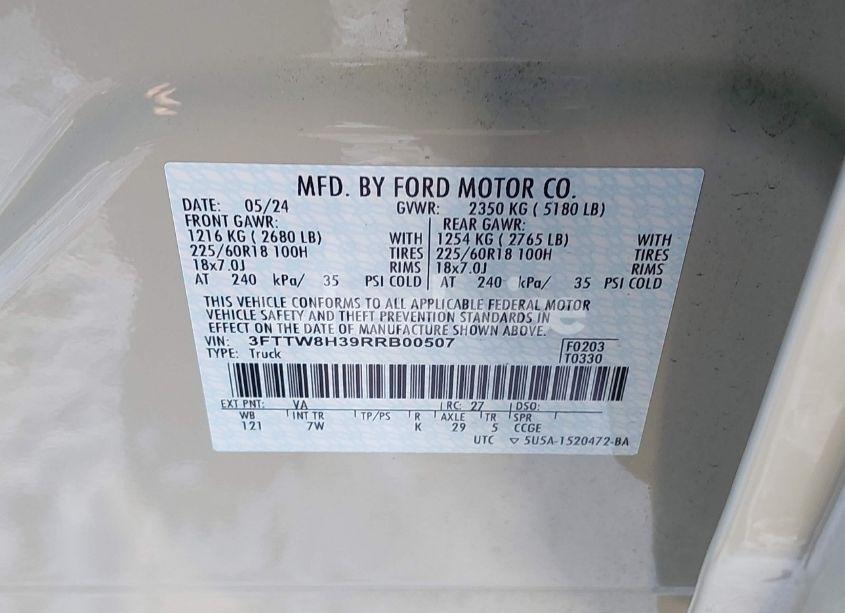 MFD. BY FORD MOTOR CO.
DATE: 05/24 GVWR: 2350 KG ( 5180 LB)
FRONT GAWR: REAR GAWR:
1216 KG ( 2680 LB) WITH 1254 KG ( 2765 LB) WITH
225/60R18 100H TIRES 225/60R18 100H TIRES
18x7.0J RIMS 18x7.0J RIMS
AT 240 kPa/ 35 PSI COLD AT 240 kPa/ 35 PSI COLD
THIS VEHICLE CONFORMS TO ALL APPLICABLE FEDERAL MOTOR
VEHICLE SAFETY AND THEFT PREVENTION STANDARDS IN
EFFECT ON THE DATE OF MANUFACTURE SHOWN ABOVE.
VIN: 3FTTW8H39RRB00507 F0203
TYPE: Truck T0330
EXT PNT: VA RC: 27 DSO:
WB INT TR TP/PS R AXLE TR SPR
121 7W K 29 5 CCGE
UTC ▽ 5U5A-1520472-BA